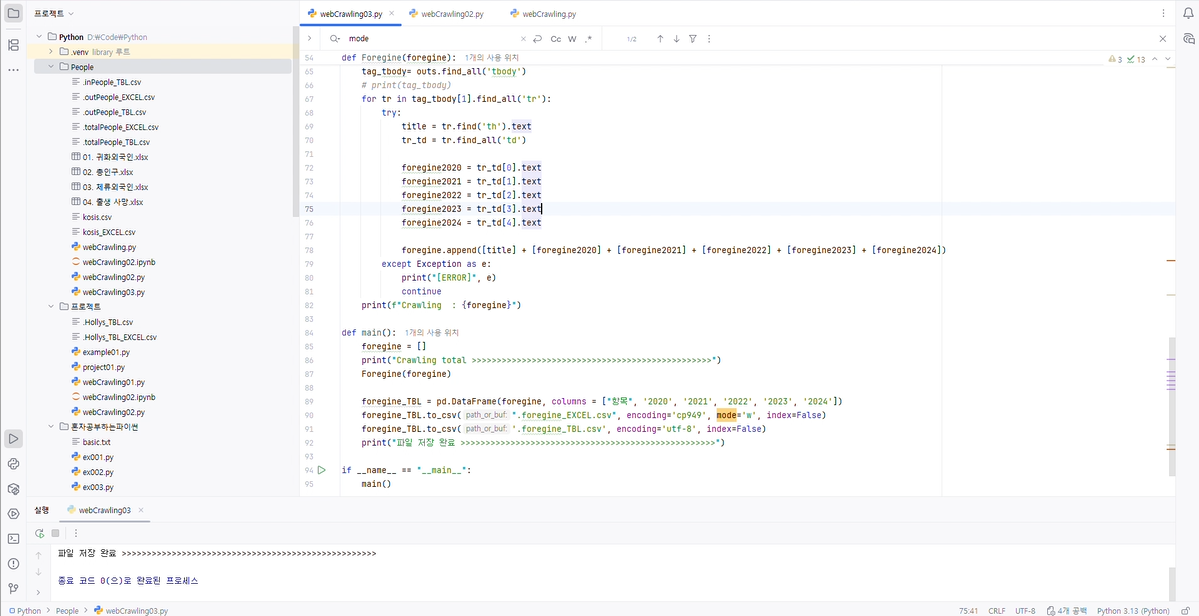 프로젝트
webCrawling03.py
webCrawling02.py
webCrawling.py
Python D:₩Code₩Python
.venv library 루트
People
.inPeople_TBL.csv
.outPeople_EXCEL.csv
.outPeople_TBL.csv
.totalPeople_EXCEL.csv
.totalPeople_TBL.csv
01. 귀화외국인.xlsx
02. 총인구.xlsx
03. 체류외국인.xlsx
04. 출생 사망.xlsx
kosis.csv
kosis_EXCEL.csv
webCrawling.py
webCrawling02.ipynb
webCrawling02.py
webCrawling03.py
프로젝트
.Hollys_TBL.csv
.Hollys_TBL_EXCEL.csv
example01.py
project01.py
webCrawling01.py
webCrawling02.ipynb
webCrawling02.py
혼자공부하는파이썬
basic.txt
ex001.py
ex002.py
ex003.py
mode
Cc W .*
1/2
3 13
54 def Foregine(foregine): 1개의 사용 위치
65 tag_tbody= outs.find_all('tbody')
66 # print(tag_tbody)
67 for tr in tag_tbody[1].find_all('tr'):
68 try:
69 title = tr.find('th').text
70 tr_td = tr.find_all('td')
71
72 foregine2020 = tr_td[0].text
73 foregine2021 = tr_td[1].text
74 foregine2022 = tr_td[2].text
75 foregine2023 = tr_td[3].text
76 foregine2024 = tr_td[4].text
77
78 foregine.append([title] + [foregine2020] + [foregine2021] + [foregine2022] + [foregine2023] + [foregine2024])
79 except Exception as e:
80 print("[ERROR]", e)
81 continue
82 print(f"Crawling : {foregine}")
83
84 def main(): 1개의 사용 위치
85 foregine = []
86 print("Crawling total >>>>>>>>>>>>>>>>>>>>>>>>>>>>>>>>>>>>>>>>>>>>>>>>")
87 Foregine(foregine)
88
89 foregine_TBL = pd.DataFrame(foregine, columns = ["항목", '2020', '2021', '2022', '2023', '2024'])
90 foregine_TBL.to_csv( path_or_buf: ".foregine_EXCEL.csv", encoding='cp949', mode='w', index=False)
91 foregine_TBL.to_csv( path_or_buf: '.foregine_TBL.csv', encoding='utf-8', index=False)
92 print("파일 저장 완료 >>>>>>>>>>>>>>>>>>>>>>>>>>>>>>>>>>>>>>>>>>>>>>>>>>>")
93
94 if __name__ == "__main__":
95 main()
실행
webCrawling03
파일 저장 완료 >>>>>>>>>>>>>>>>>>>>>>>>>>>>>>>>>>>>>>>>>>>>>>>>>>>
종료 코드 0(으)로 완료된 프로세스
Python > People > webCrawling03.py
75:41 CRLF UTF-8 4개 공백 Python 3.13 (Python)